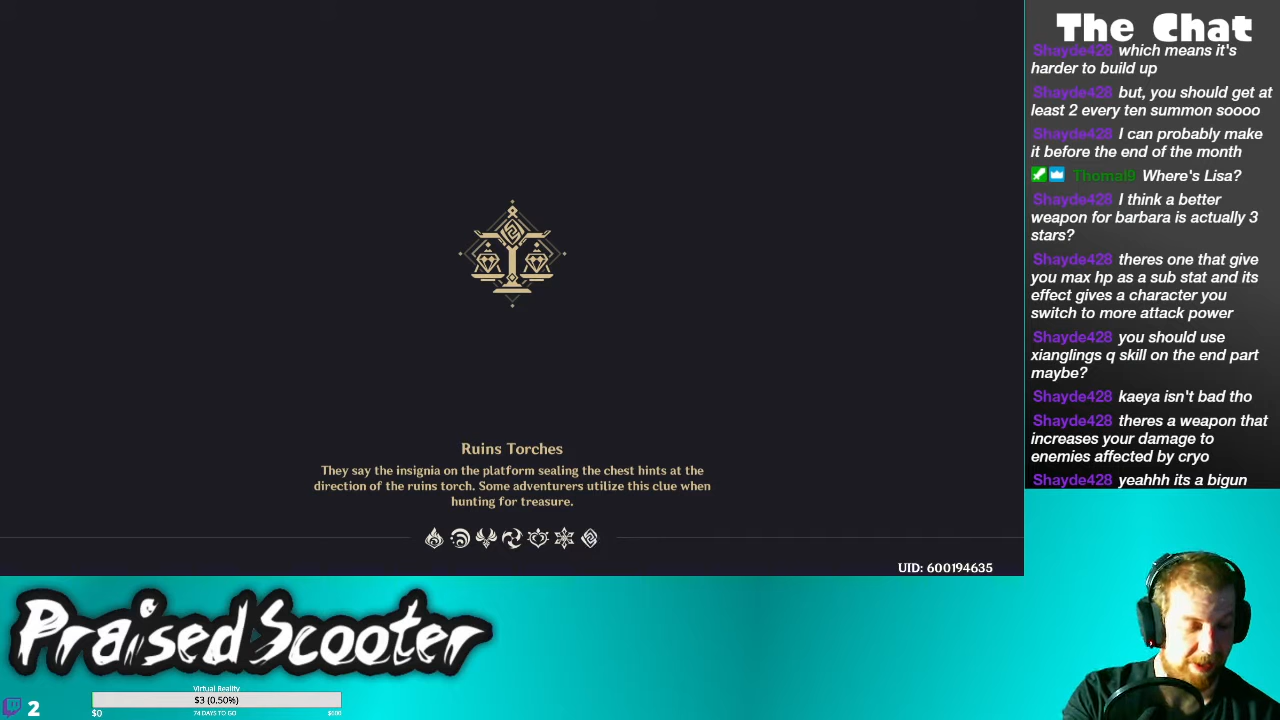 Ruins Torches
They say the insignia on the platform sealing the chest hints at the
direction of the ruins torch. Some adventurers utilize this clue when
hunting for treasure.
UID: 600194635
The Chat
Shayde428 which means it's
harder to build up
Shayde428 but, you should get at
least 2 every ten summon soooo
Shayde428 I can probably make
it before the end of the month
Thomal9 Where's Lisa?
Shayde428 I think a better
weapon for barbara is actually 3
stars?
Shayde428 theres one that give
you max hp as a sub stat and its
effect gives a character you
switch to more attack power
Shayde428 you should use
xianglings q skill on the end part
maybe?
Shayde428 kaeya isn't bad tho
Shayde428 theres a weapon that
increases your damage to
enemies affected by cryo
Shayde428 yeahhh its a bigun
PraisedScooter
2
Virtual Reality
$3 (0.50%)
$0
74 DAYS TO GO